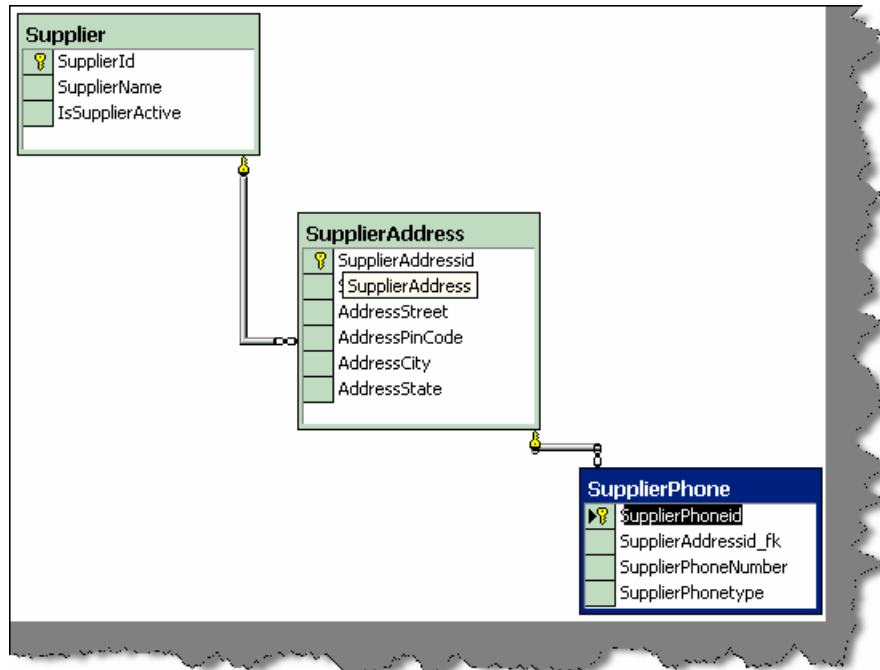 Supplier
SupplierId
SupplierName
IsSupplierActive
SupplierAddress
SupplierAddressid
SupplierAddress
AddressStreet
AddressPinCode
AddressCity
AddressState
SupplierPhone
SupplierPhoneid
SupplierAddressid_fk
SupplierPhoneNumber
SupplierPhonetype